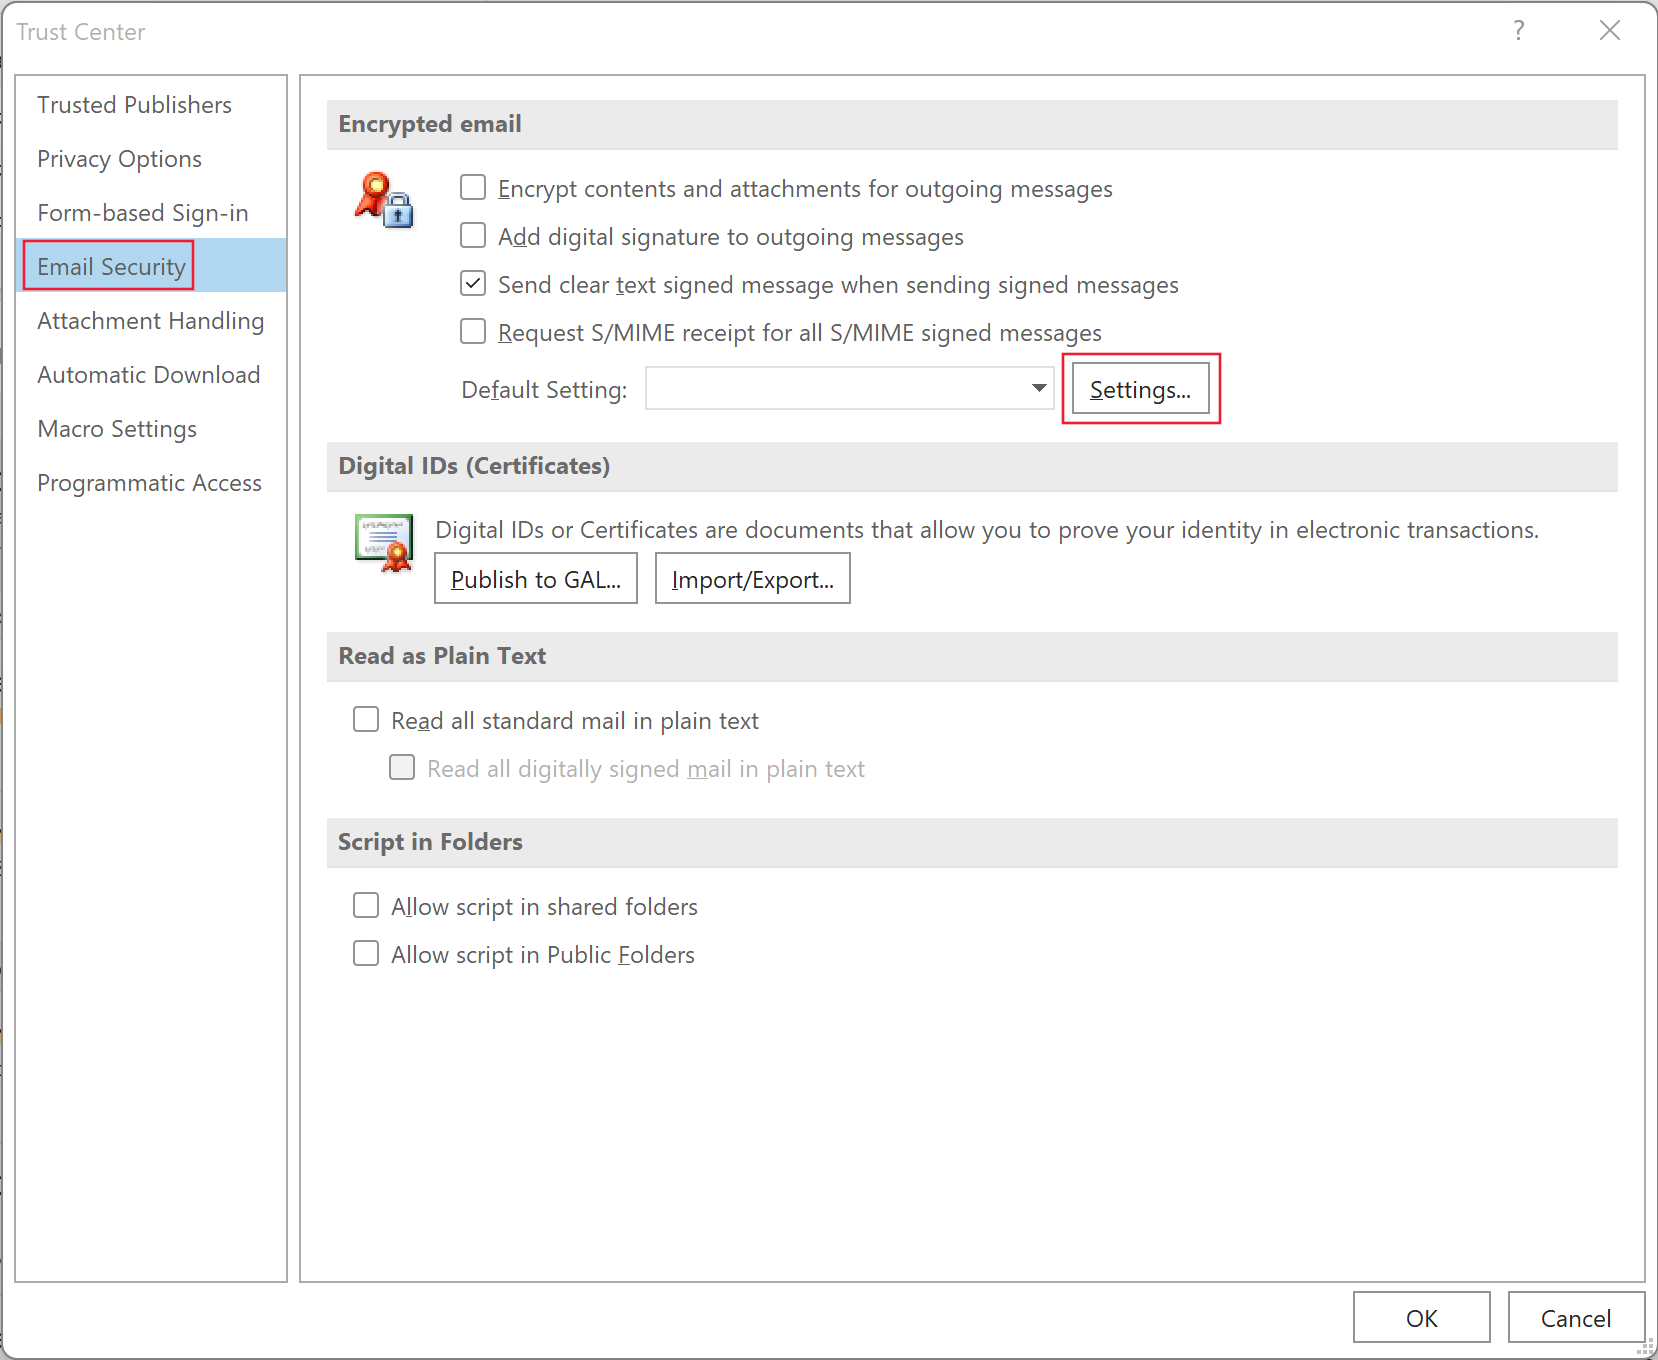 Trust Center
?
Trusted Publishers
Privacy Options
Form-based Sign-in
Email Security
Attachment Handling
Automatic Download
Macro Settings
Programmatic Access
Encrypted email
Encrypt contents and attachments for outgoing messages
Add digital signature to outgoing messages
Send clear text signed message when sending signed messages
Request S/MIME receipt for all S/MIME signed messages
Default Setting:
Settings...
Digital IDs (Certificates)
Digital IDs or Certificates are documents that allow you to prove your identity in electronic transactions.
Publish to GAL... Import/Export...
Read as Plain Text
Read all standard mail in plain text
Read all digitally signed mail in plain text
Script in Folders
Allow script in shared folders
Allow script in Public Folders
OK Cancel